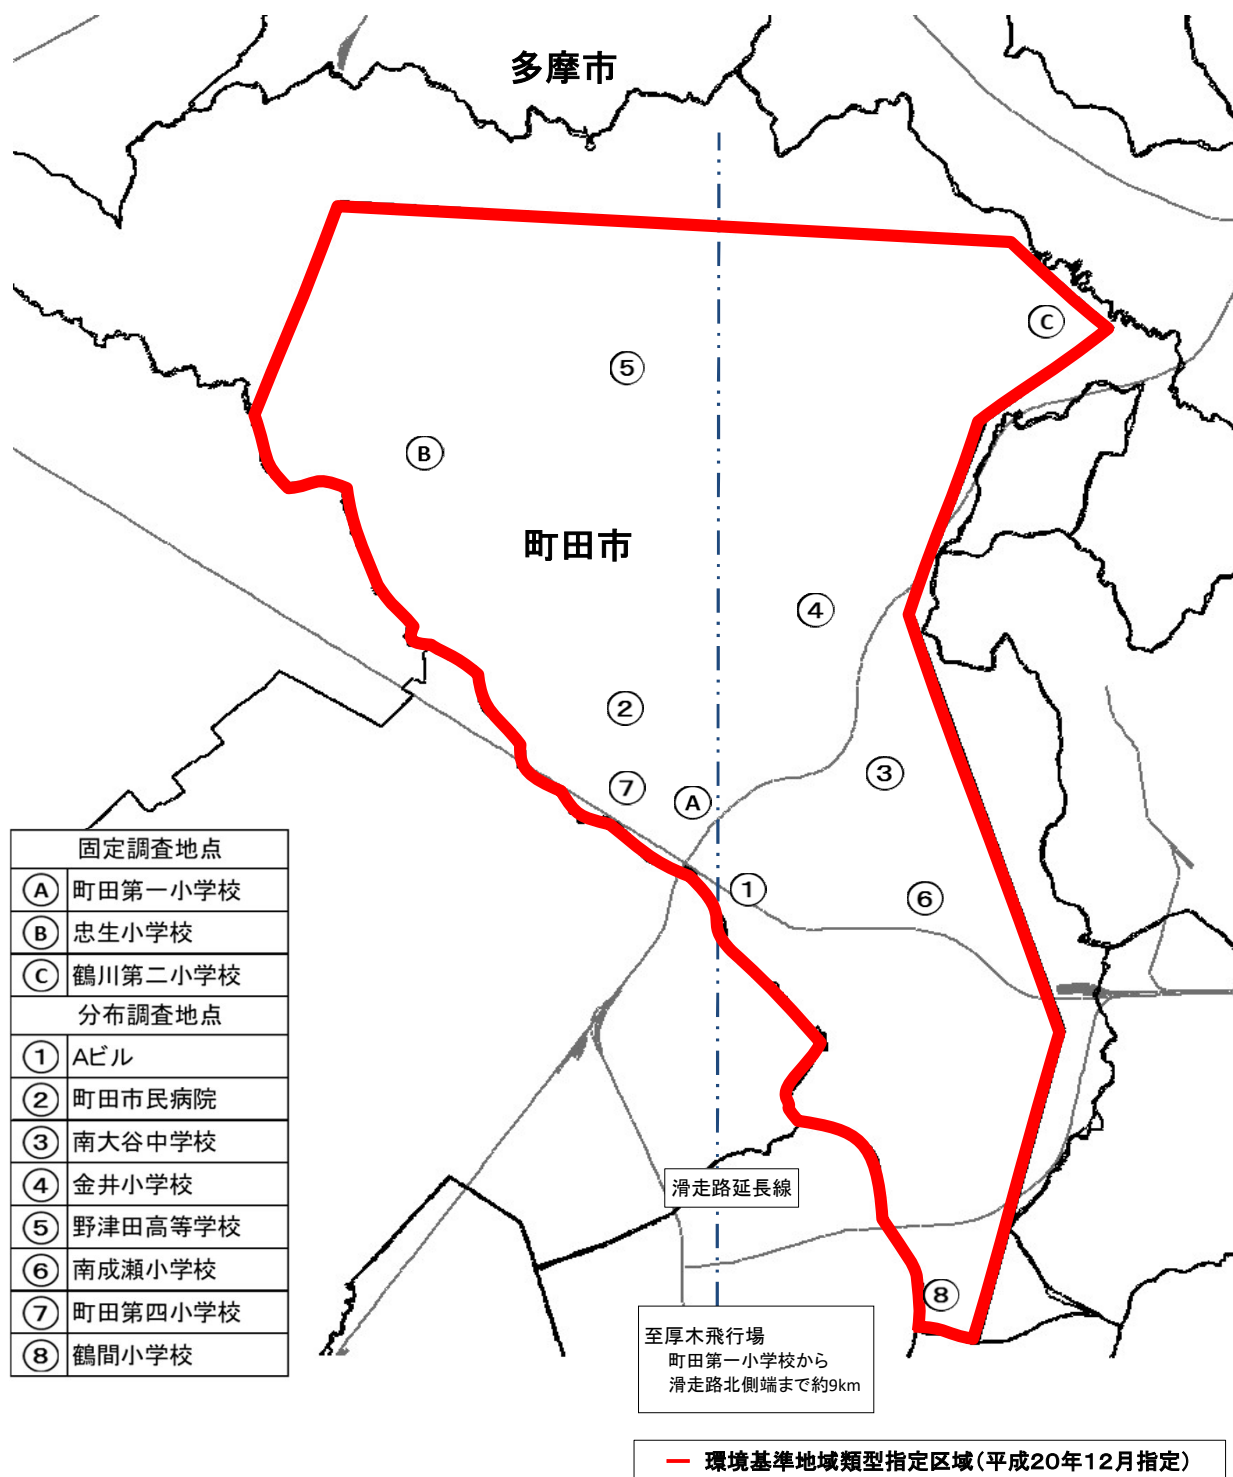 多摩市
C
5
B
町田市
4
2
3
7
A
1
6
8
固定調査地点
A 町田第一小学校
B 忠生小学校
C 鶴川第二小学校
分布調査地点
1 Aビル
2 町田市民病院
3 南大谷中学校
4 金井小学校
5 野津田高等学校
6 南成瀬小学校
7 町田第四小学校
8 鶴間小学校
滑走路延長線
至厚木飛行場
町田第一小学校から
滑走路北側端まで約9km
環境基準地域類型指定区域(平成20年12月指定)